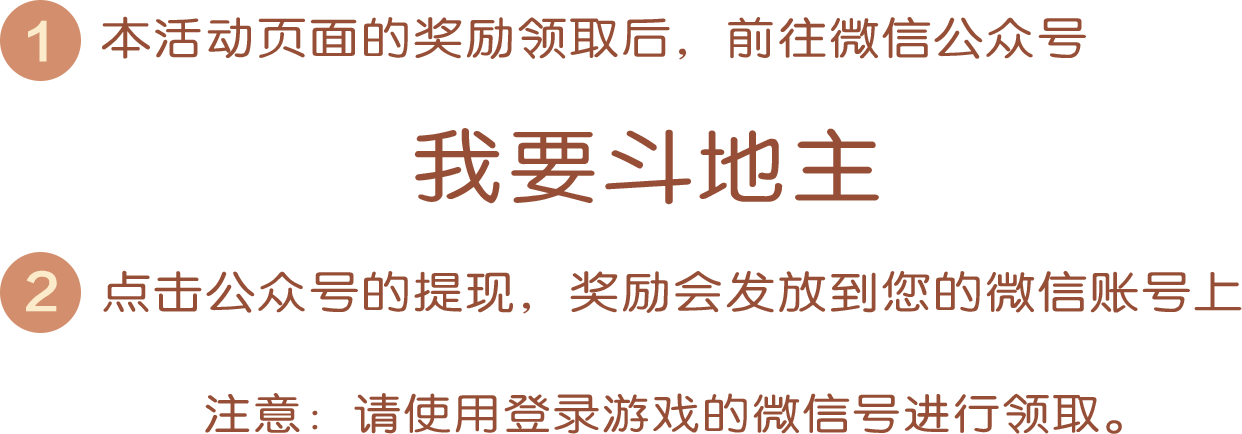 1 本活动页面的奖励领取后，前往微信公众号
我要斗地主
2 点击公众号的提现，奖励会发放到您的微信账号上
注意：请使用登录游戏的微信号进行领取。